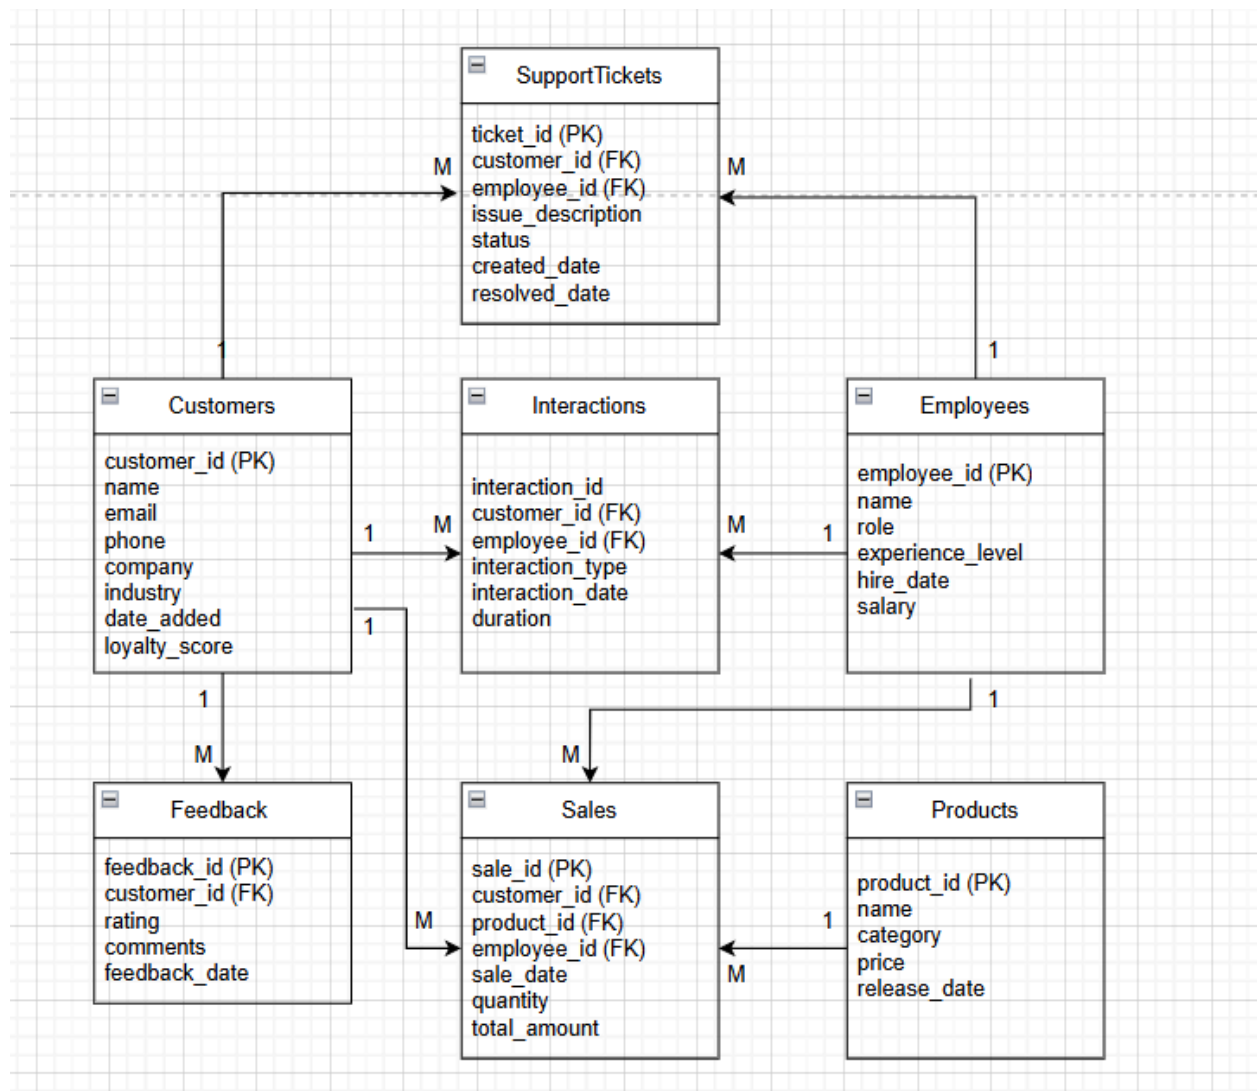 SupportTickets
ticket_id (PK)
customer_id (FK)
employee_id (FK)
issue_description
status
created_date
resolved_date
M
M
1
1
Customers
customer_id (PK)
name
email
phone
company
industry
date_added
loyalty_score
1
M
1
Interactions
interaction_id
customer_id (FK)
employee_id (FK)
interaction_type
interaction_date
duration
M
1
Employees
employee_id (PK)
name
role
experience_level
hire_date
salary
1
M
1
M
Feedback
feedback_id (PK)
customer_id (FK)
rating
comments
feedback_date
M
Sales
sale_id (PK)
customer_id (FK)
product_id (FK)
employee_id (FK)
sale_date
quantity
total_amount
1
M
Products
product_id (PK)
name
category
price
release_date